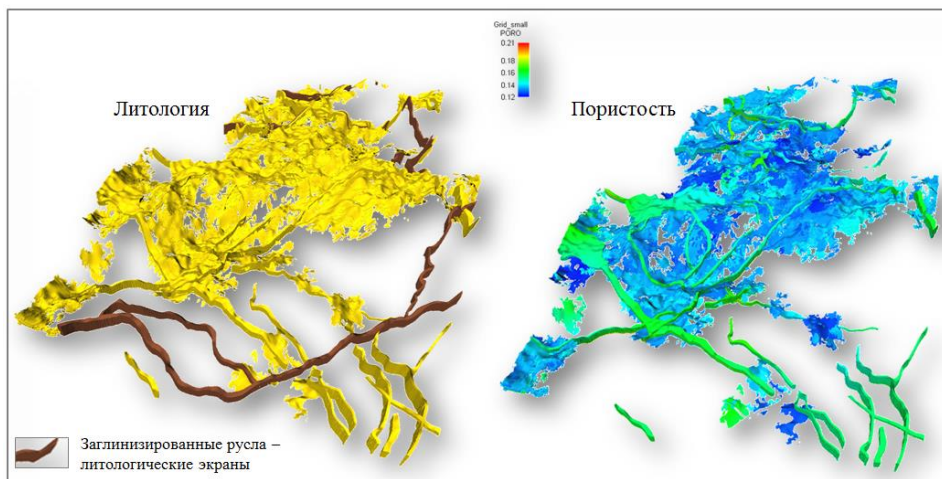 Grid_small
PORO
0.21
0.18
0.16
0.14
0.12
Литология
Пористость
Заглинизированные русла –
литологические экраны